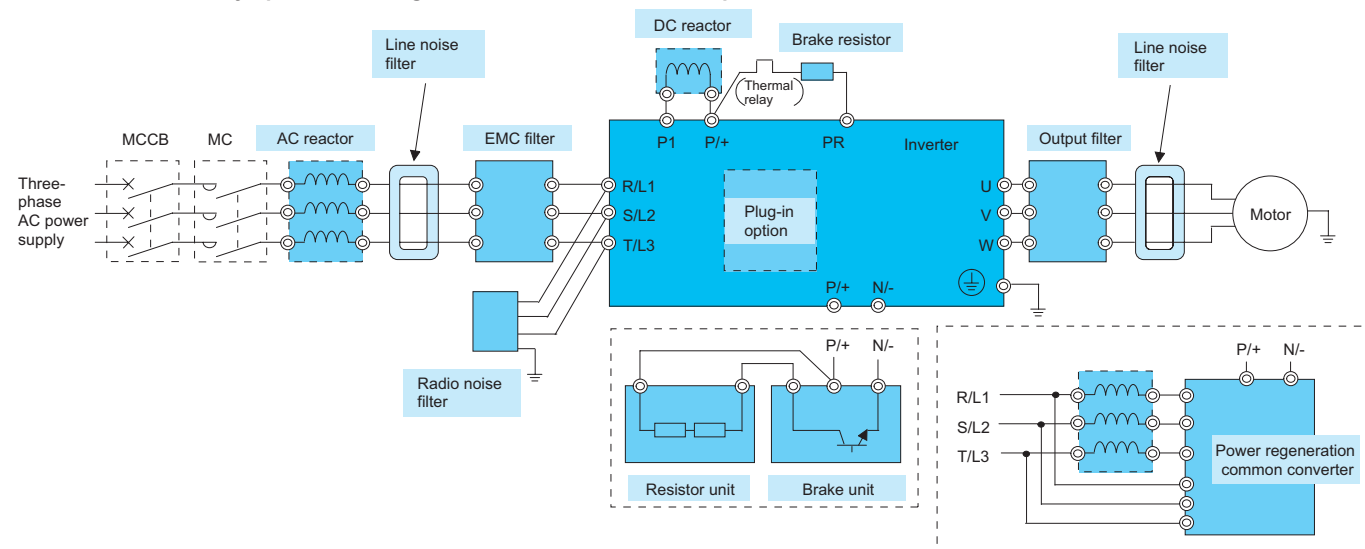 DC reactor
Brake resistor
Line noise
filter
Line noise
filter
(Thermal
relay)
MCCB
MC
AC reactor
EMC filter
P1
P/+
PR
Inverter
Output filter
Three-
phase
AC power
supply
R/L1
S/L2
T/L3
Plug-in
option
U
V
W
Motor
P/+
N/-
Radio noise
filter
P/+
N/-
Resistor unit
Brake unit
P/+
N/-
R/L1
S/L2
T/L3
Power regeneration
common converter